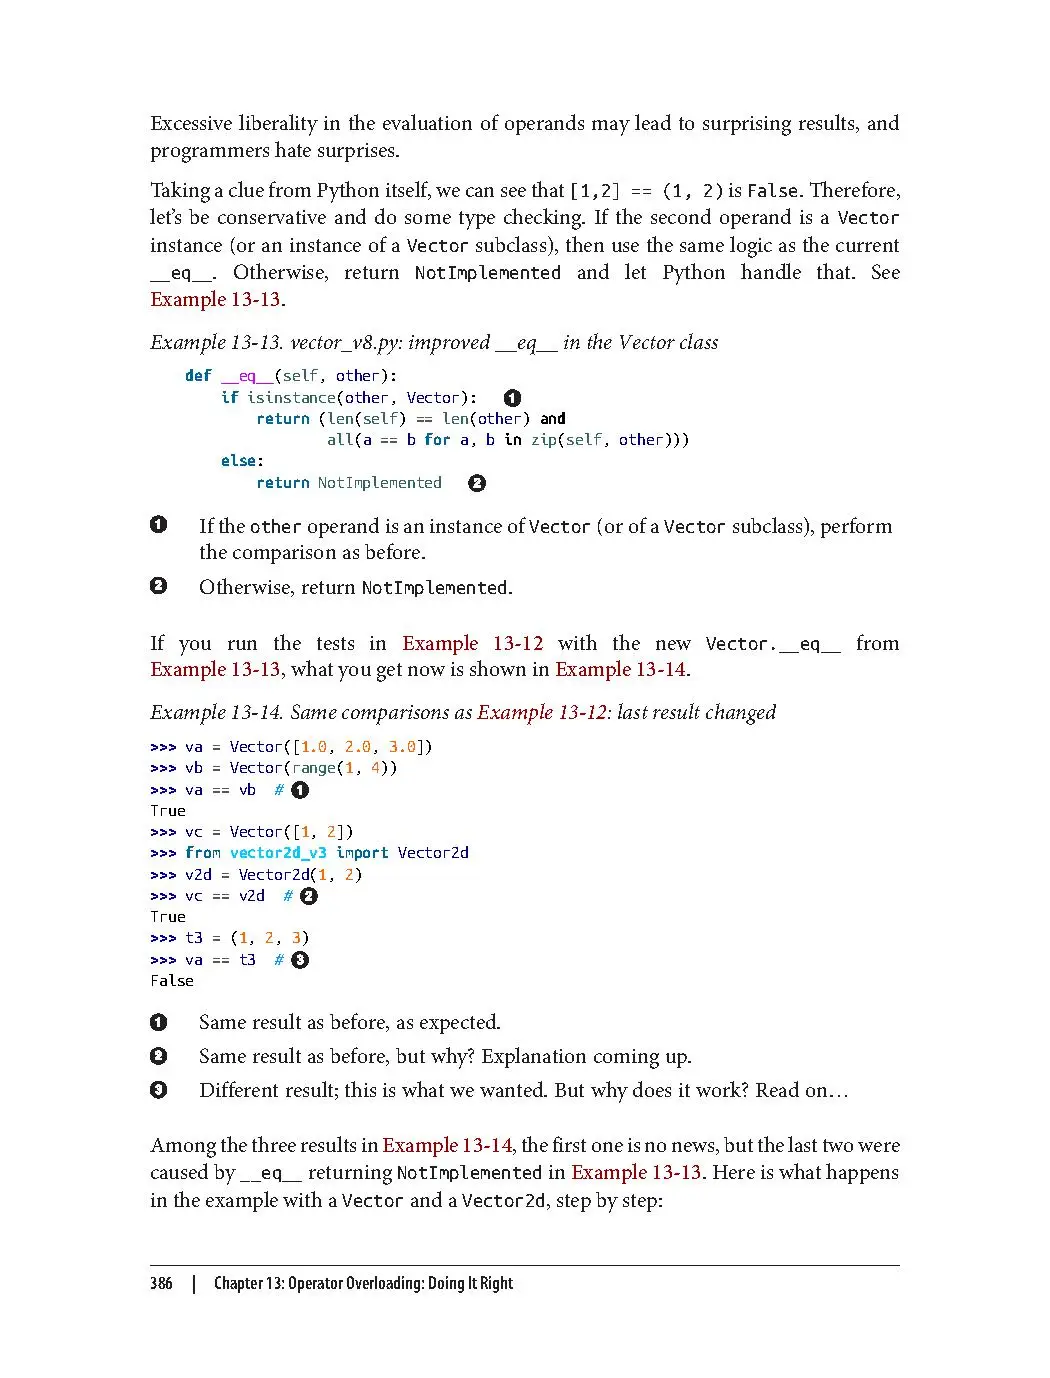 Excessive liberality in the evaluation of operands may lead to surprising results, and
programmers hate surprises.
Taking a clue from Python itself, we can see that [1,2] == (1, 2) is False. Therefore,
let's be conservative and do some type checking. If the second operand is a Vector
instance (or an instance of a Vector subclass), then use the same logic as the current
__eq__. Otherwise, return NotImplemented and let Python handle that. See
Example 13-13.
Example 13-13. vector_v8.py: improved __eq__ in the Vector class
    def __eq__(self, other):
        if isinstance(other, Vector):   ❶
            return (len(self) == len(other) and
                    all(a == b for a, b in zip(self, other)))
        else:
            return NotImplemented   ❷
❶ If the other operand is an instance of Vector (or of a Vector subclass), perform
the comparison as before.
❷ Otherwise, return NotImplemented.
If you run the tests in Example 13-12 with the new Vector.__eq__ from
Example 13-13, what you get now is shown in Example 13-14.
Example 13-14. Same comparisons as Example 13-12: last result changed
>>> va = Vector([1.0, 2.0, 3.0])
>>> vb = Vector(range(1, 4))
>>> va == vb  # ❶
True
>>> vc = Vector([1, 2])
>>> from vector2d_v3 import Vector2d
>>> v2d = Vector2d(1, 2)
>>> vc == v2d  # ❷
True
>>> t3 = (1, 2, 3)
>>> va == t3  # ❸
False
❶ Same result as before, as expected.
❷ Same result as before, but why? Explanation coming up.
❸ Different result; this is what we wanted. But why does it work? Read on…
Among the three results in Example 13-14, the first one is no news, but the last two were
caused by __eq__ returning NotImplemented in Example 13-13. Here is what happens
in the example with a Vector and a Vector2d, step by step:
386 | Chapter 13: Operator Overloading: Doing It Right